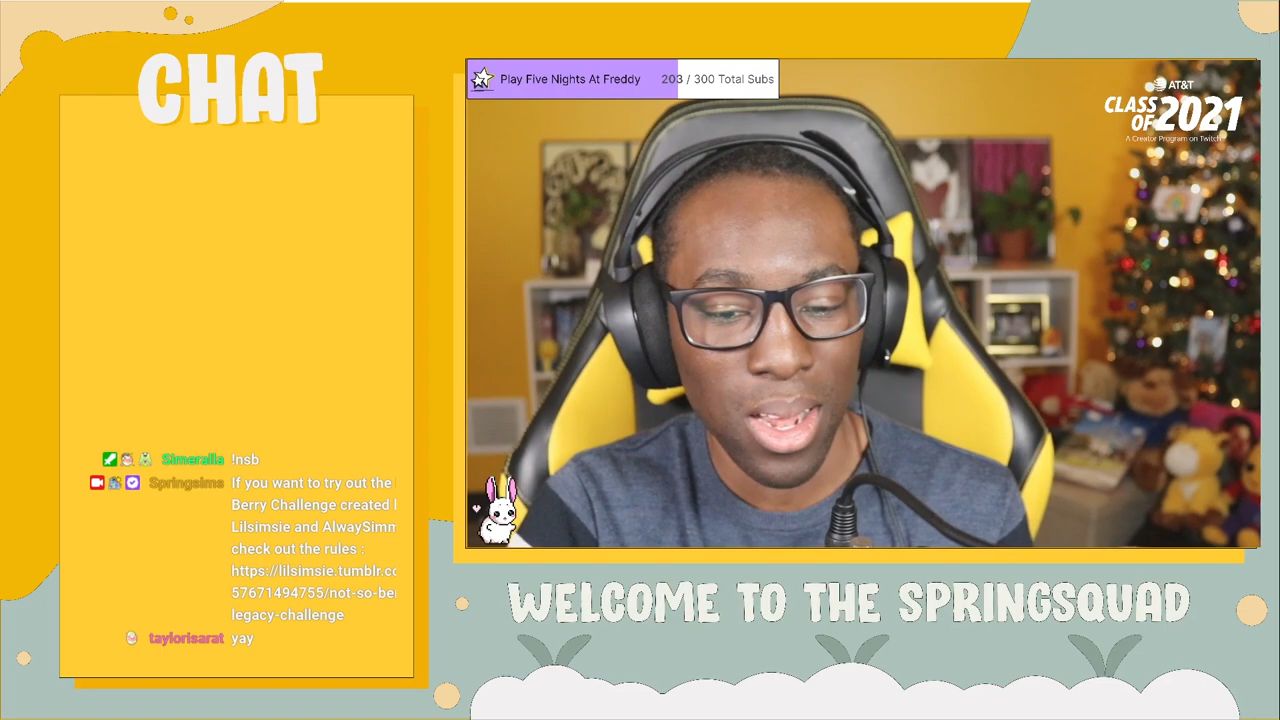 CHAT
Play Five Nights At Freddy 203 / 300 Total Subs
AT&T
CLASS
OF 2021
A Creator Program on Twitch
Simeralla !nsb
Springsims If you want to try out the
Berry Challenge created
Lilsimsie and AlwaySimm
check out the rules :
https://lilsimsie.tumblr.co
57671494755/not-so-be
legacy-challenge
taylorisarat yay
WELCOME TO THE SPRINGSQUAD